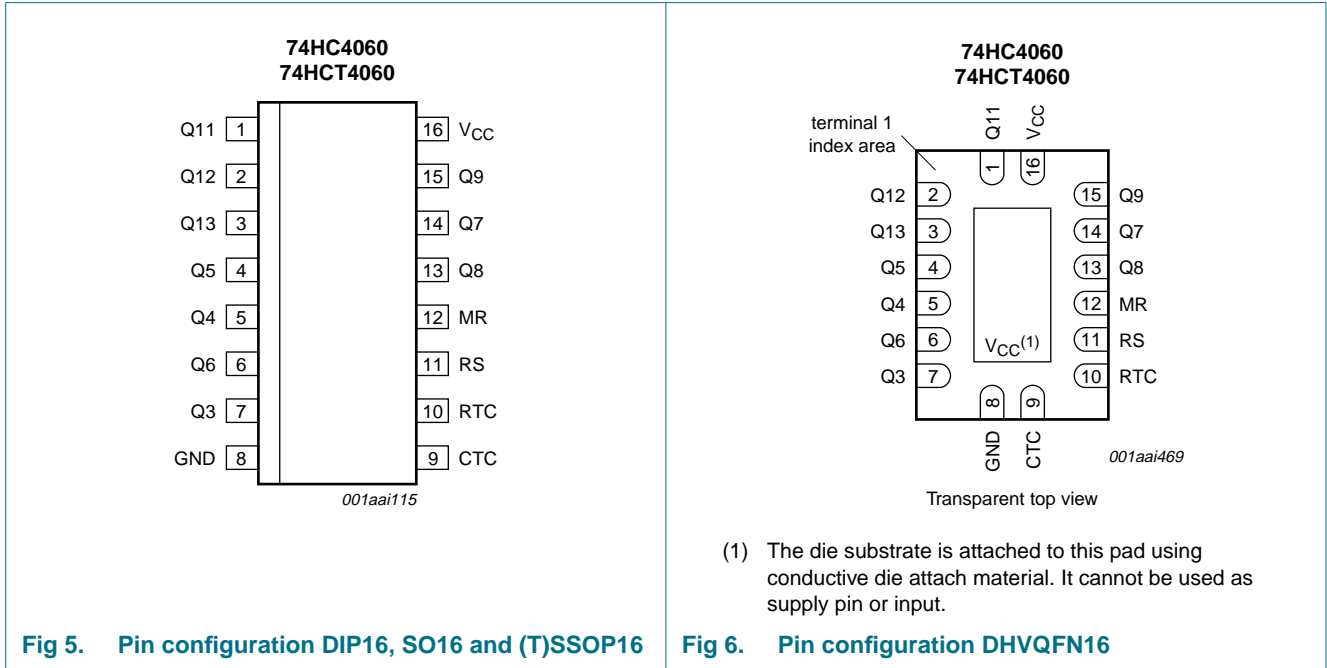 74HC4060
74HCT4060
Q11 1
16 VCC
Q12 2
15 Q9
Q13 3
14 Q7
Q5 4
13 Q8
Q4 5
12 MR
Q6 6
11 RS
Q3 7
10 RTC
GND 8
9 CTC
001aai115
Fig 5. Pin configuration DIP16, SO16 and (T)SSOP16
74HC4060
74HCT4060
terminal 1
index area
Q11
VCC
1
16
Q12 2
15 Q9
Q13 3
14 Q7
Q5 4
13 Q8
Q4 5
12 MR
Q6 6
11 RS
VCC(1)
Q3 7
10 RTC
8
9
GND
CTC
001aai469
Transparent top view
(1) The die substrate is attached to this pad using
conductive die attach material. It cannot be used as
supply pin or input.
Fig 6. Pin configuration DHVQFN16